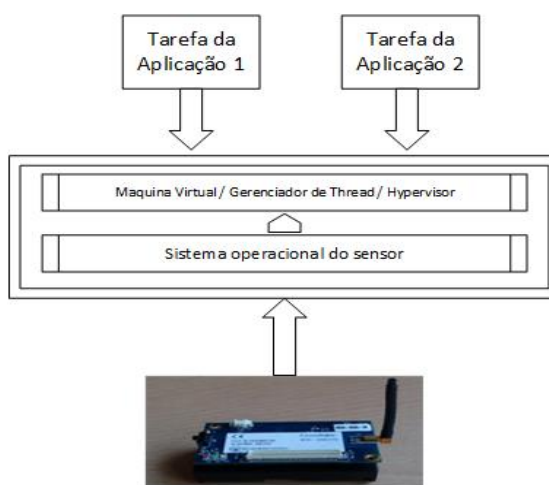 Tarefa da
Aplicação 1
Tarefa da
Aplicação 2
Maquina Virtual / Gerenciador de Thread / Hypervisor
Sistema operacional do sensor